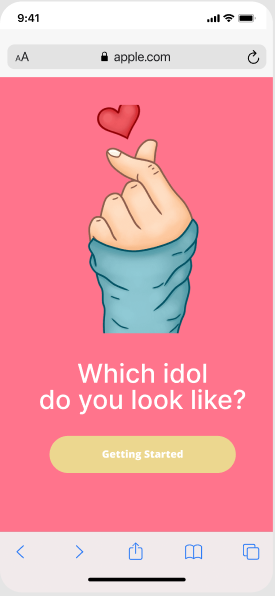 9:41
AA apple.com
Which idol
do you look like?
Getting Started